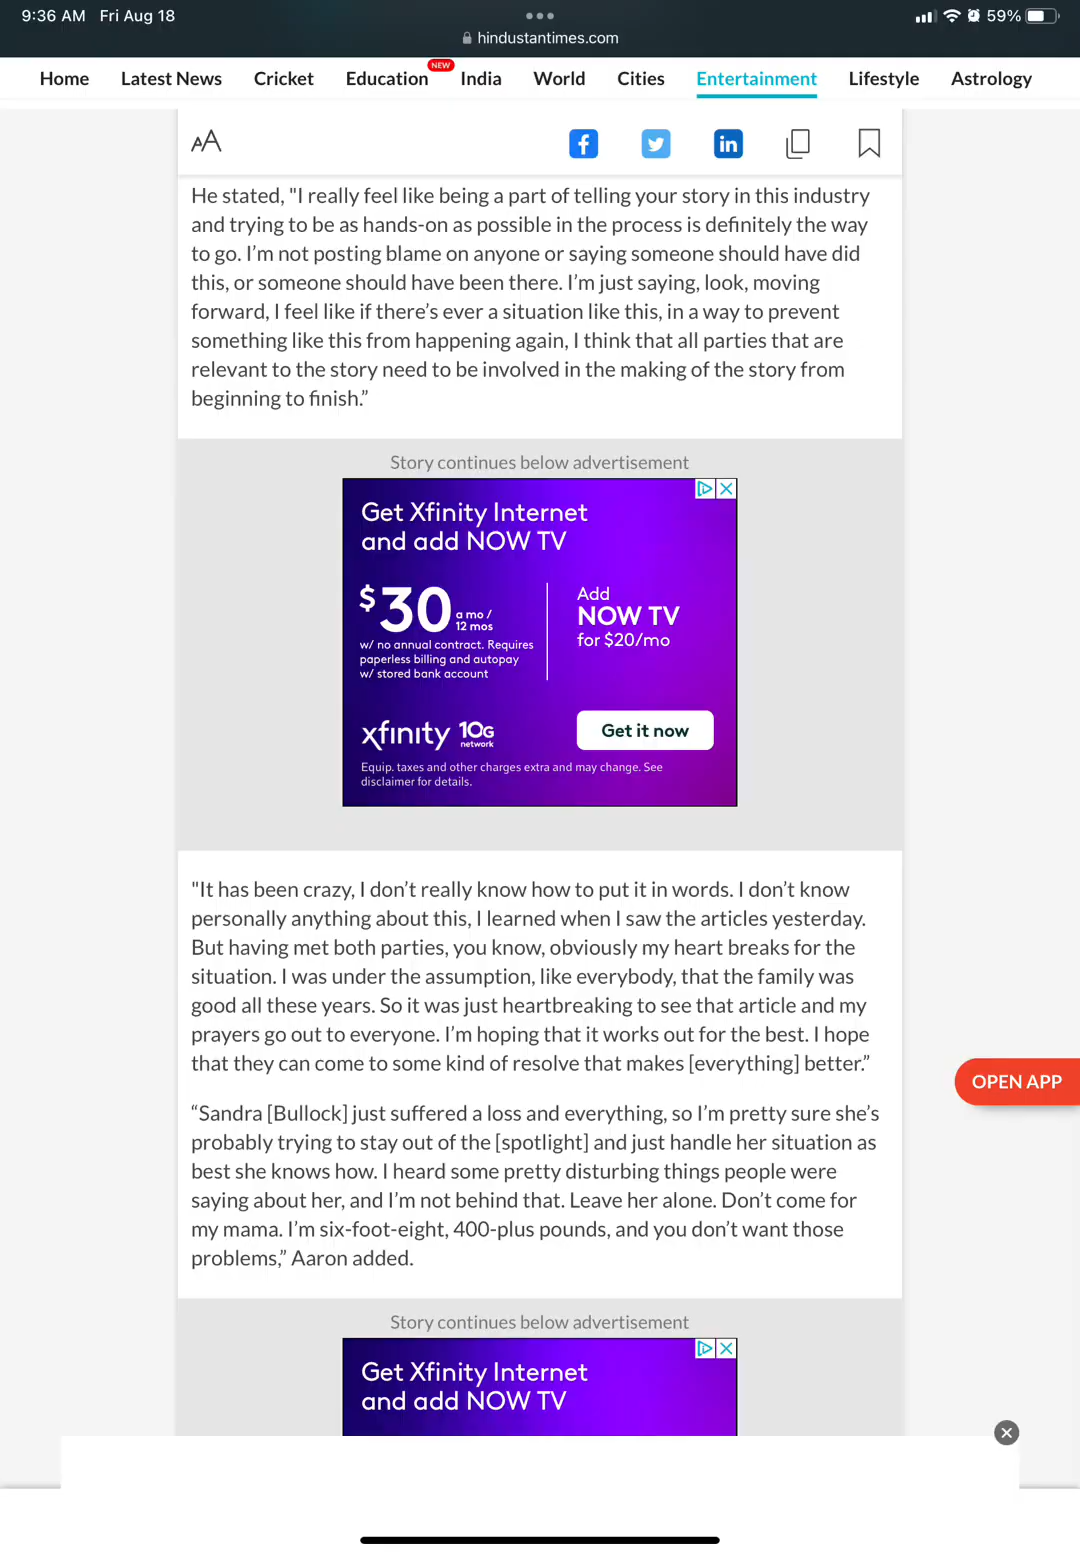 9:36 AM Fri Aug 18
59%
hindustantimes.com
NEW
Home Latest News Cricket Education India World Cities Entertainment Lifestyle Astrology
AA
He stated, "I really feel like being a part of telling your story in this industry
and trying to be as hands-on as possible in the process is definitely the way
to go. I’m not posting blame on anyone or saying someone should have did
this, or someone should have been there. I’m just saying, look, moving
forward, I feel like if there’s ever a situation like this, in a way to prevent
something like this from happening again, I think that all parties that are
relevant to the story need to be involved in the making of the story from
beginning to finish.”
Story continues below advertisement
Get Xfinity Internet
and add NOW TV
$30 a mo /
12 mos
w/ no annual contract. Requires
paperless billing and autopay
w/ stored bank account
Add
NOW TV
for $20/mo
xfinity 10G
network
Get it now
Equip. taxes and other charges extra and may change. See
disclaimer for details.
"It has been crazy, I don’t really know how to put it in words. I don’t know
personally anything about this, I learned when I saw the articles yesterday.
But having met both parties, you know, obviously my heart breaks for the
situation. I was under the assumption, like everybody, that the family was
good all these years. So it was just heartbreaking to see that article and my
prayers go out to everyone. I’m hoping that it works out for the best. I hope
that they can come to some kind of resolve that makes [everything] better.”
OPEN APP
“Sandra [Bullock] just suffered a loss and everything, so I’m pretty sure she’s
probably trying to stay out of the [spotlight] and just handle her situation as
best she knows how. I heard some pretty disturbing things people were
saying about her, and I’m not behind that. Leave her alone. Don’t come for
my mama. I’m six-foot-eight, 400-plus pounds, and you don’t want those
problems,” Aaron added.
Story continues below advertisement
Get Xfinity Internet
and add NOW TV